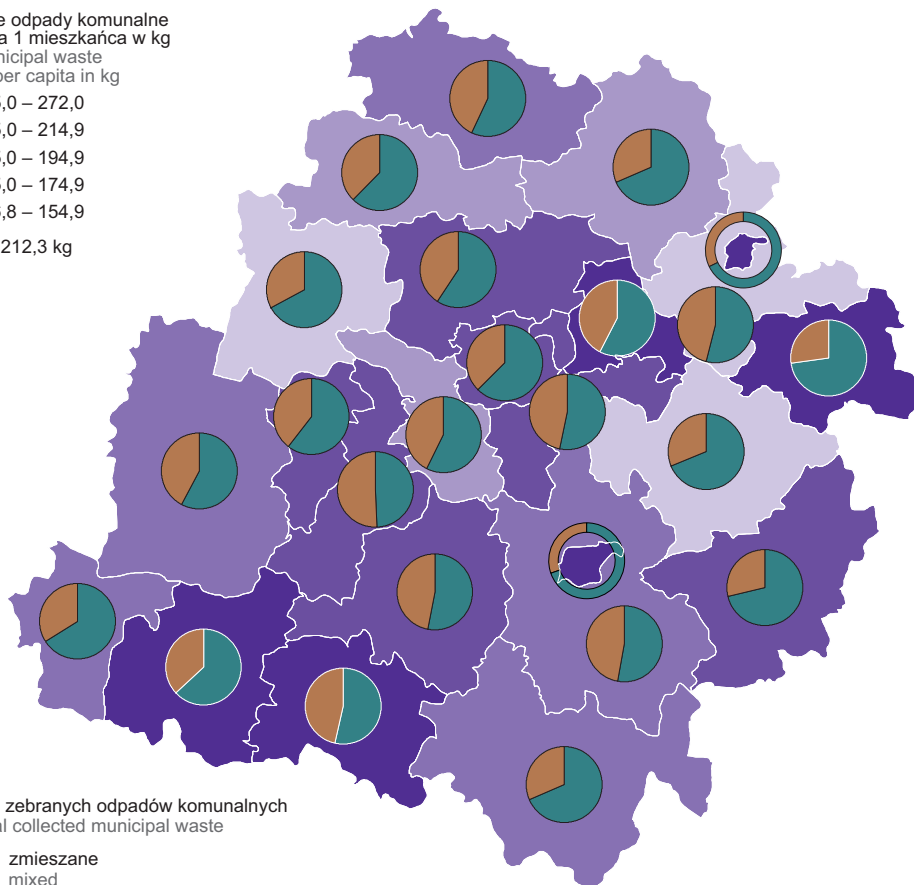 e odpady komunalne
a 1 mieszkańca w kg
nicipal waste
per capita in kg
,0 – 272,0
,0 – 214,9
,0 – 194,9
,0 – 174,9
,8 – 154,9
212,3 kg
zebranych odpadów komunalnych
al collected municipal waste
zmieszane
mixed